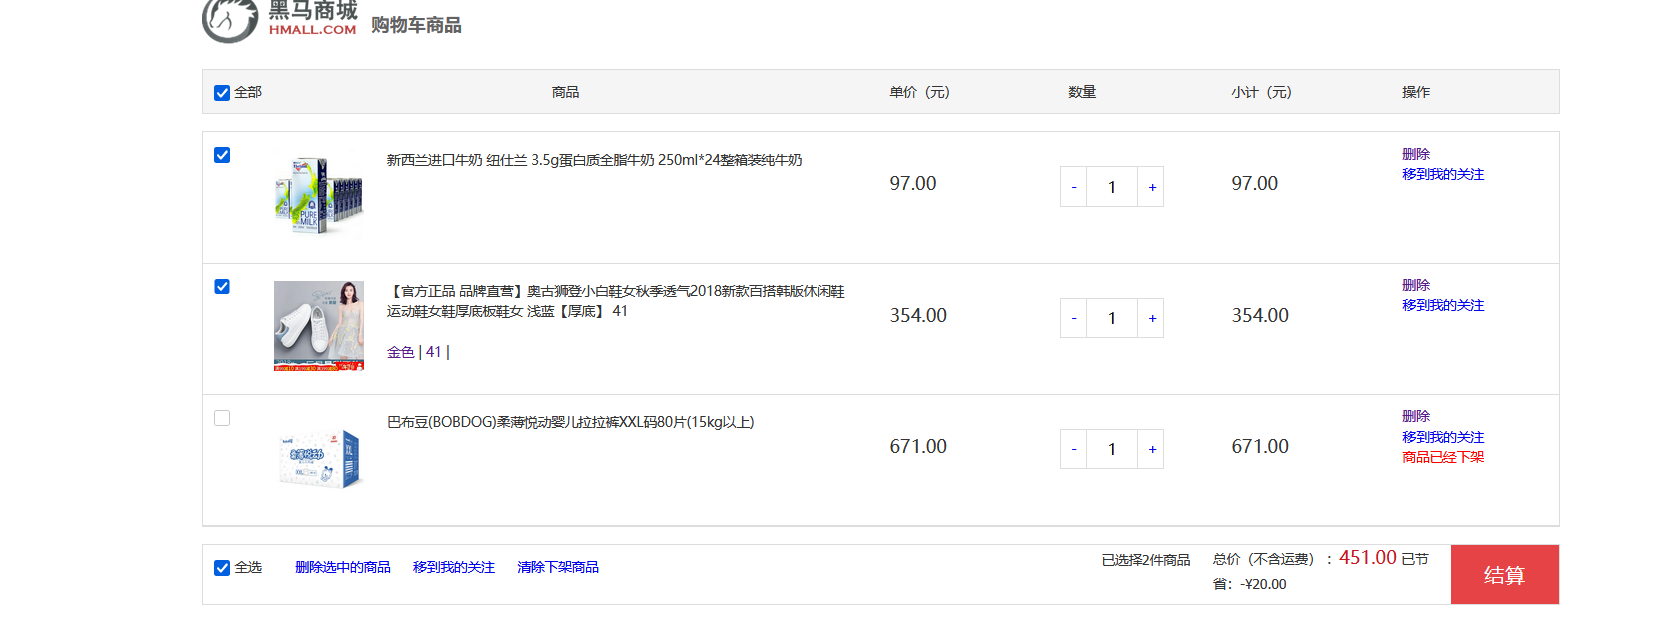 黑马商城
HMALL.COM
购物车商品
全部 商品 单价（元） 数量 小计（元） 操作
新西兰进口牛奶 纽仕兰 3.5g蛋白质全脂牛奶 250ml*24整箱装纯牛奶
PURE
MILK
97.00 - 1 + 97.00
删除
移到我的关注
【官方正品 品牌直营】奥古狮登小白鞋女秋季透气2018新款百搭韩版休闲鞋
运动鞋女鞋厚底板鞋女 浅蓝【厚底】 41
金色 | 41 |
354.00 - 1 + 354.00
删除
移到我的关注
巴布豆(BOBDOG)柔薄悦动婴儿拉拉裤XXL码80片(15kg以上)
柔薄悦动
671.00 - 1 + 671.00
删除
移到我的关注
商品已经下架
全选 删除选中的商品 移到我的关注 清除下架商品
已选择2件商品 总价（不含运费）：451.00 已节
省：-¥20.00
结算